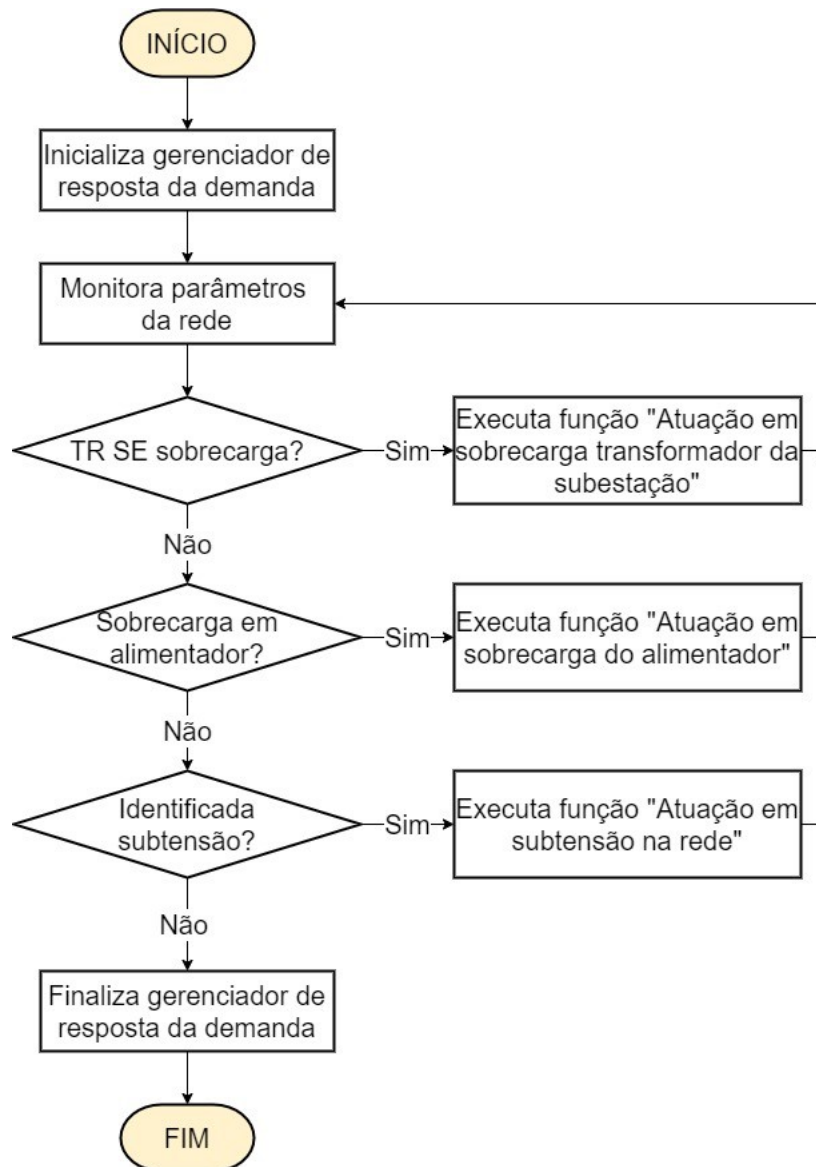 INÍCIO
Inicializa gerenciador de
resposta da demanda
Monitora parâmetros
da rede
TR SE sobrecarga?
Sim
Executa função "Atuação em
sobrecarga transformador da
subestação"
Não
Sobrecarga em
alimentador?
Sim
Executa função "Atuação em
sobrecarga do alimentador"
Não
Identificada
subtensão?
Sim
Executa função "Atuação em
subtensão na rede"
Não
Finaliza gerenciador de
resposta da demanda
FIM